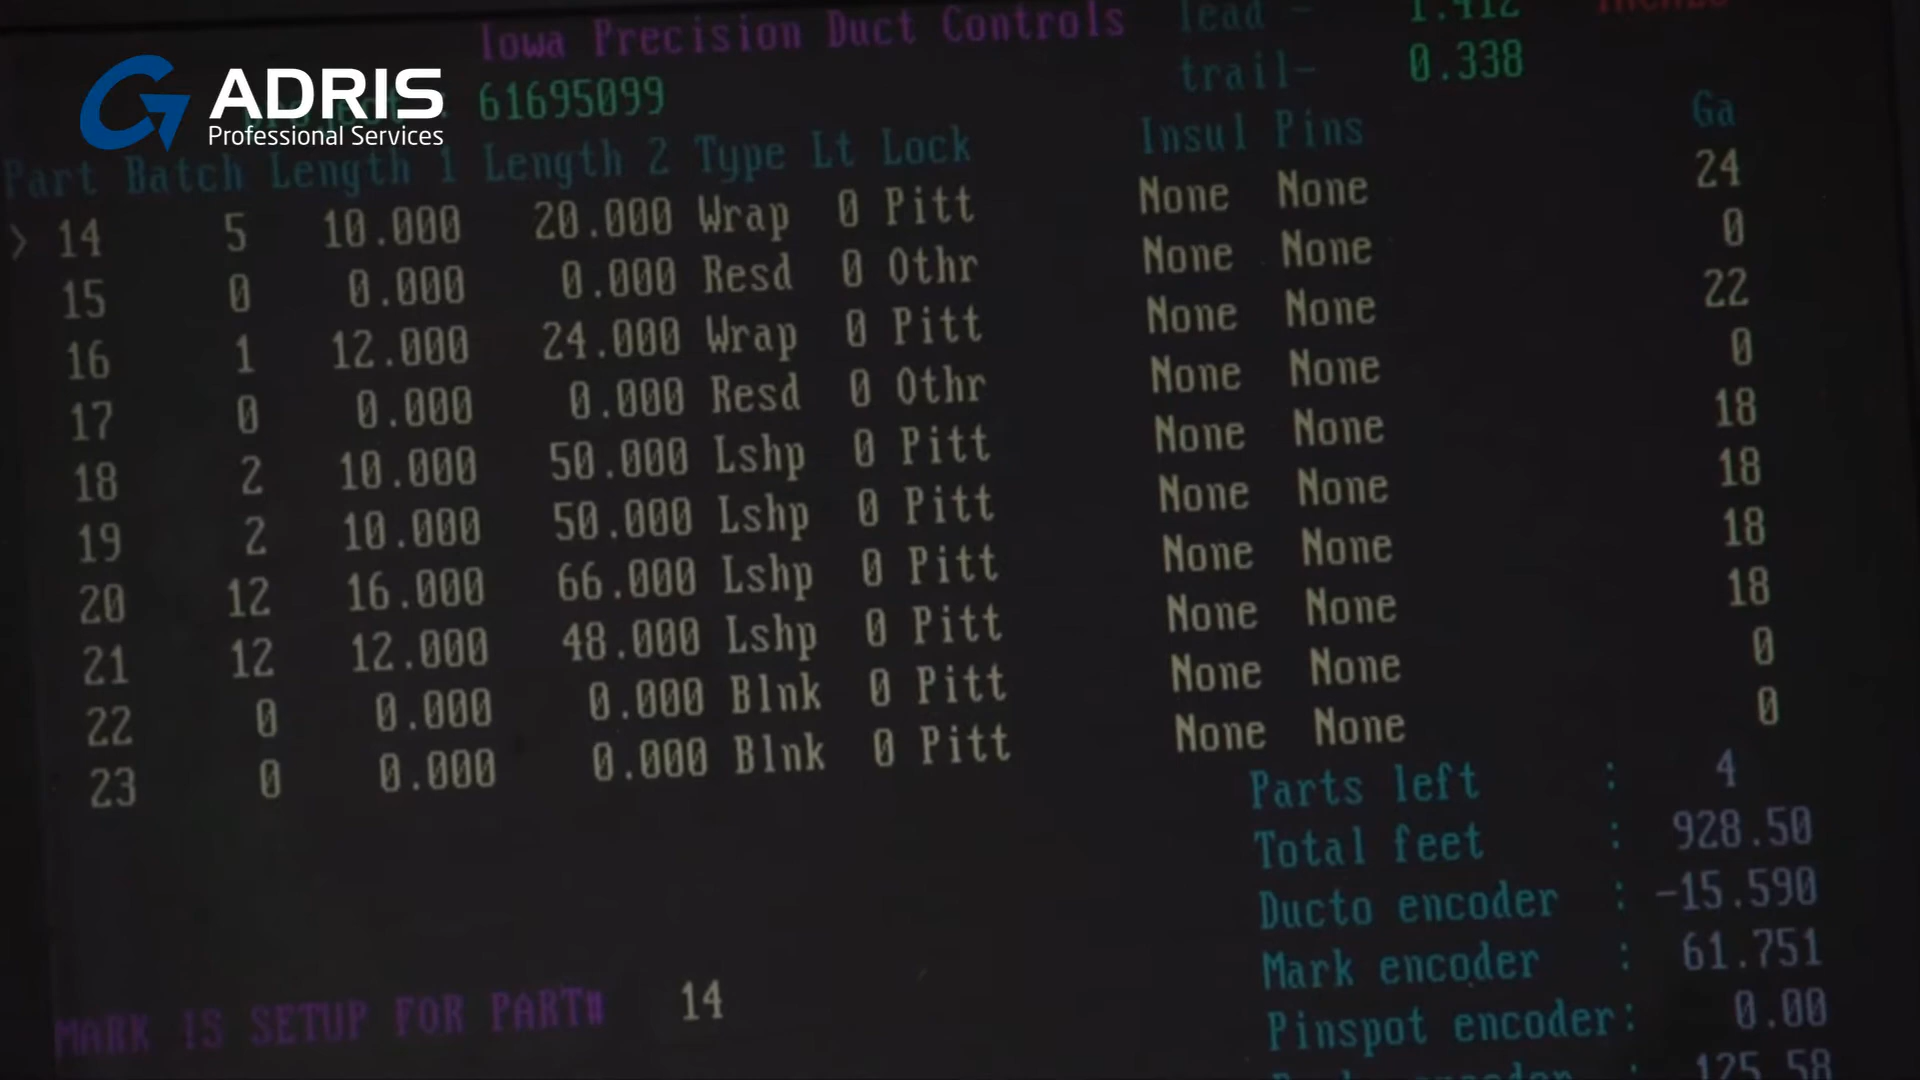 Iowa Precision Duct Controls lead - 1.412 INCHES
trail- 0.338
ADRIS
Professional Services
project : 61695099
Part Batch Length 1 Length 2 Type Lt Lock Insul Pins Ga
> 14 5 10.000 20.000 Wrap 0 Pitt None None 24
15 0 0.000 0.000 Resd 0 Othr None None 0
16 1 12.000 24.000 Wrap 0 Pitt None None 22
17 0 0.000 0.000 Resd 0 Othr None None 0
18 2 10.000 50.000 Lshp 0 Pitt None None 18
19 2 10.000 50.000 Lshp 0 Pitt None None 18
20 12 16.000 66.000 Lshp 0 Pitt None None 18
21 12 12.000 48.000 Lshp 0 Pitt None None 18
22 0 0.000 0.000 Blnk 0 Pitt None None 0
23 0 0.000 0.000 Blnk 0 Pitt None None 0
Parts left : 4
Total feet : 928.50
Ducto encoder : -15.590
Mark encoder : 61.751
MARK IS SETUP FOR PART# 14
Pinspot encoder: 0.00
encoder : 125.58